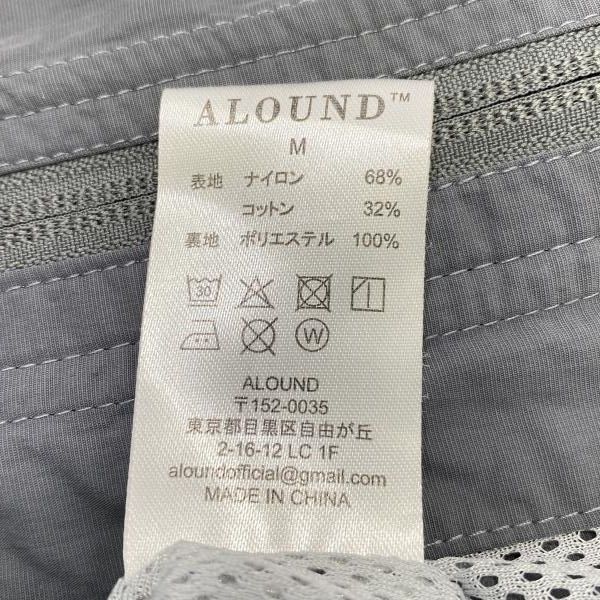 ALOUND™
M
表地 ナイロン 68%
コットン 32%
裏地 ポリエステル 100%
30
W
ALOUND
〒152-0035
東京都目黒区自由が丘
2-16-12 LC 1F
aloundofficial@gmail.com
MADE IN CHINA